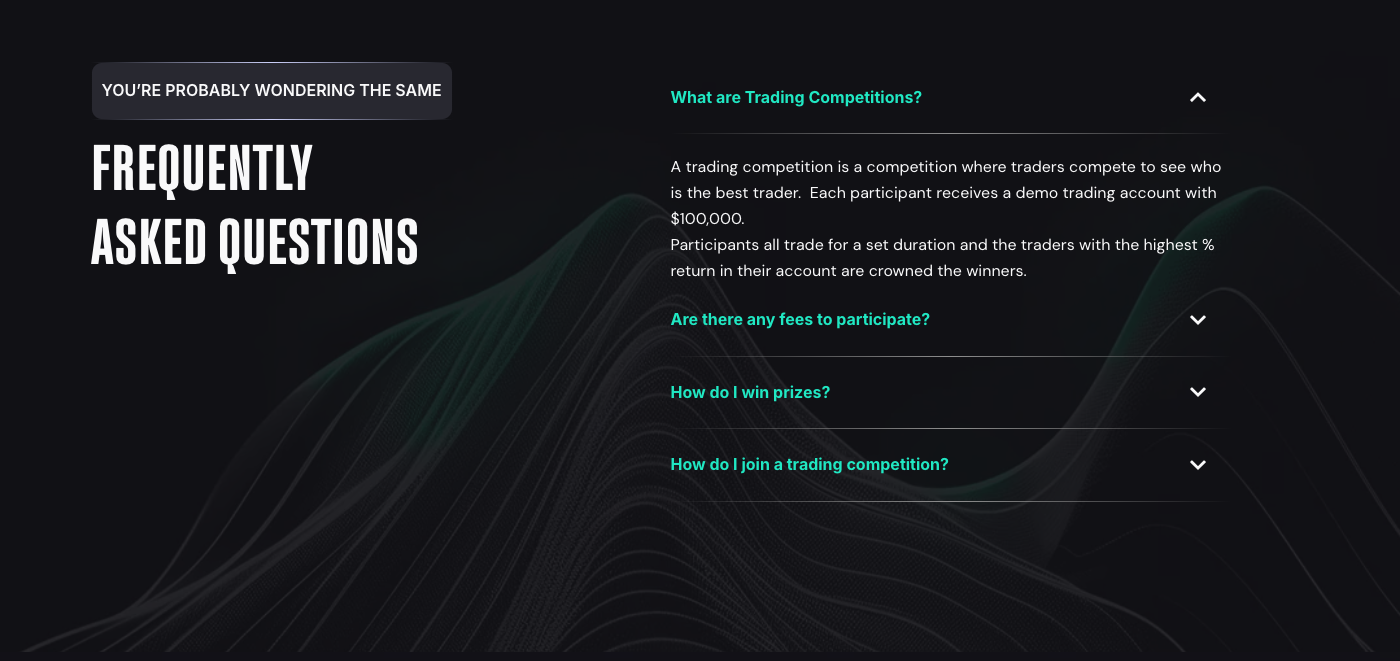 YOU'RE PROBABLY WONDERING THE SAME
FREQUENTLY
ASKED QUESTIONS
What are Trading Competitions?
A trading competition is a competition where traders compete to see who
is the best trader.  Each participant receives a demo trading account with
$100,000.
Participants all trade for a set duration and the traders with the highest %
return in their account are crowned the winners.
Are there any fees to participate?
How do I win prizes?
How do I join a trading competition?